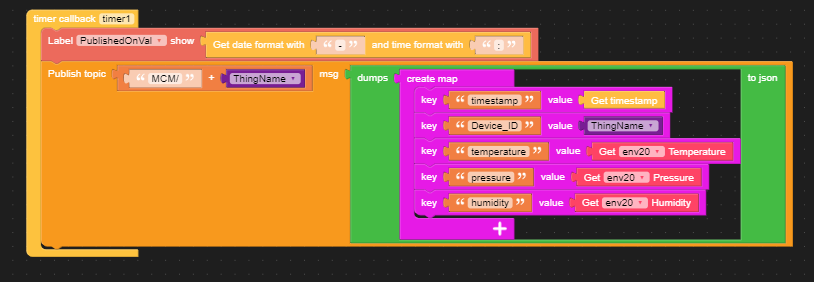 timer callback timer1
Label PublishedOnVal show Get date format with “ - ” and time format with “ : ”
Publish topic “ MCM/ ” + ThingName msg dumps create map to json
key “ timestamp ” value Get timestamp
key “ Device_ID ” value ThingName
key “ temperature ” value Get env20 Temperature
key “ pressure ” value Get env20 Pressure
key “ humidity ” value Get env20 Humidity
+